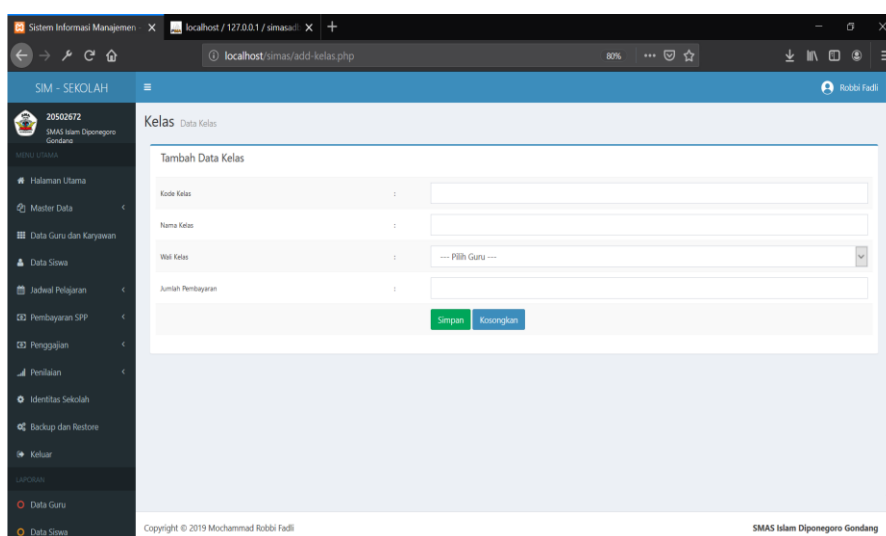 Sistem Informasi Manajemen -
localhost / 127.0.0.1 / simasadi
localhost/simas/add-kelas.php
80%
SIM - SEKOLAH
Robbi Fadli
20502672
SMAS Islam Diponegoro
Gondang
Kelas Data Kelas
MENU UTAMA
Halaman Utama
Master Data
Data Guru dan Karyawan
Data Siswa
Jadwal Pelajaran
Pembayaran SPP
Penggajian
Penilaian
Identitas Sekolah
Backup dan Restore
Keluar
LAPORAN
Data Guru
Data Siswa
Tambah Data Kelas
Kode Kelas :
Nama Kelas :
Wali Kelas : --- Pilih Guru ---
Jumlah Pembayaran :
Simpan Kosongkan
Copyright © 2019 Mochammad Robbi Fadli
SMAS Islam Diponegoro Gondang